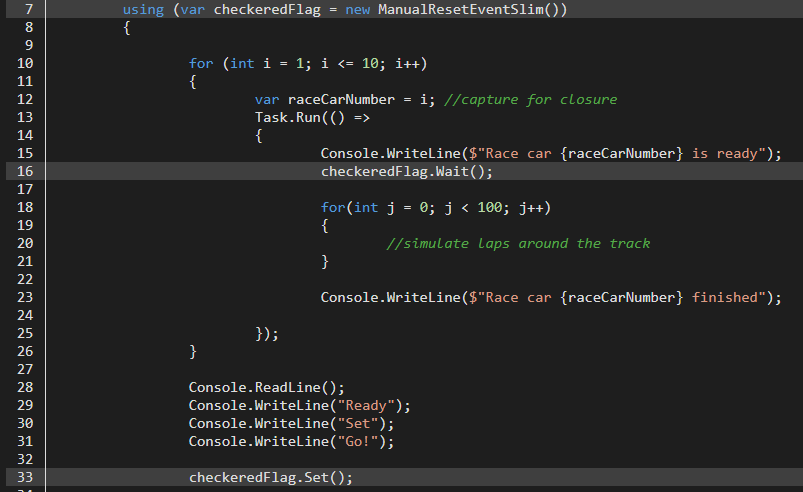 7 using (var checkeredFlag = new ManualResetEventSlim())
8 {
9
10 for (int i = 1; i <= 10; i++)
11 {
12 var raceCarNumber = i; //capture for closure
13 Task.Run(() =>
14 {
15 Console.WriteLine($"Race car {raceCarNumber} is ready");
16 checkeredFlag.Wait();
17
18 for(int j = 0; j < 100; j++)
19 {
20 //simulate laps around the track
21 }
22
23 Console.WriteLine($"Race car {raceCarNumber} finished");
24
25 });
26 }
27
28 Console.ReadLine();
29 Console.WriteLine("Ready");
30 Console.WriteLine("Set");
31 Console.WriteLine("Go!");
32
33 checkeredFlag.Set();